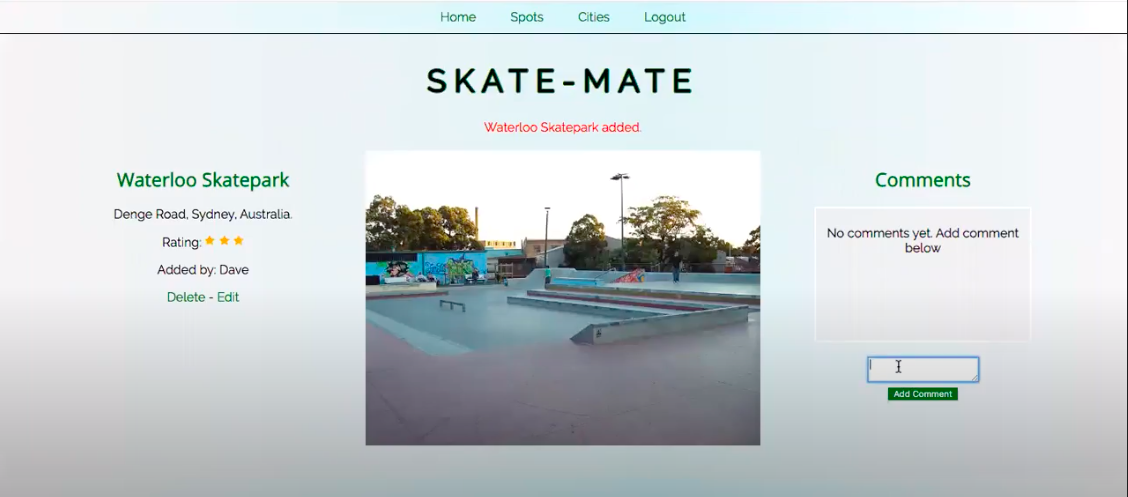 Home Spots Cities Logout
SKATE-MATE
Waterloo Skatepark added.
Waterloo Skatepark
Denge Road, Sydney, Australia.
Rating:
Added by: Dave
Delete - Edit
Comments
No comments yet. Add comment
below
Add Comment